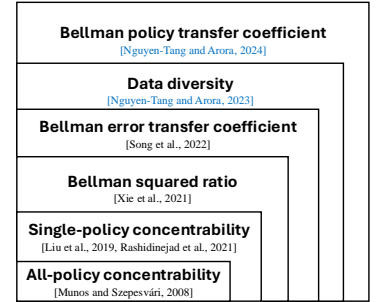 Bellman policy transfer coefficient
[Nguyen-Tang and Arora, 2024]
Data diversity
[Nguyen-Tang and Arora, 2023]
Bellman error transfer coefficient
[Song et al., 2022]
Bellman squared ratio
[Xie et al., 2021]
Single-policy concentrability
[Liu et al., 2019, Rashidinejad et al., 2021]
All-policy concentrability
[Munos and Szepesvári, 2008]